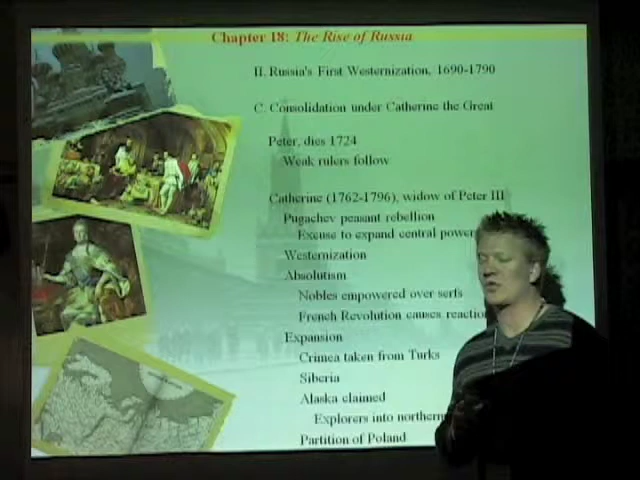 Chapter 18: The Rise of Russia
II. Russia's First Westernization, 1690-1790
C. Consolidation under Catherine the Great
Peter, dies 1724
Weak rulers follow
Catherine (1762-1796), widow of Peter III
Pugachev peasant rebellion
Excuse to expand central power
Westernization
Absolutism
Nobles empowered over serfs
French Revolution causes reactio
Expansion
Crimea taken from Turks
Siberia
Alaska claimed
Explorers into northern
Partition of Poland